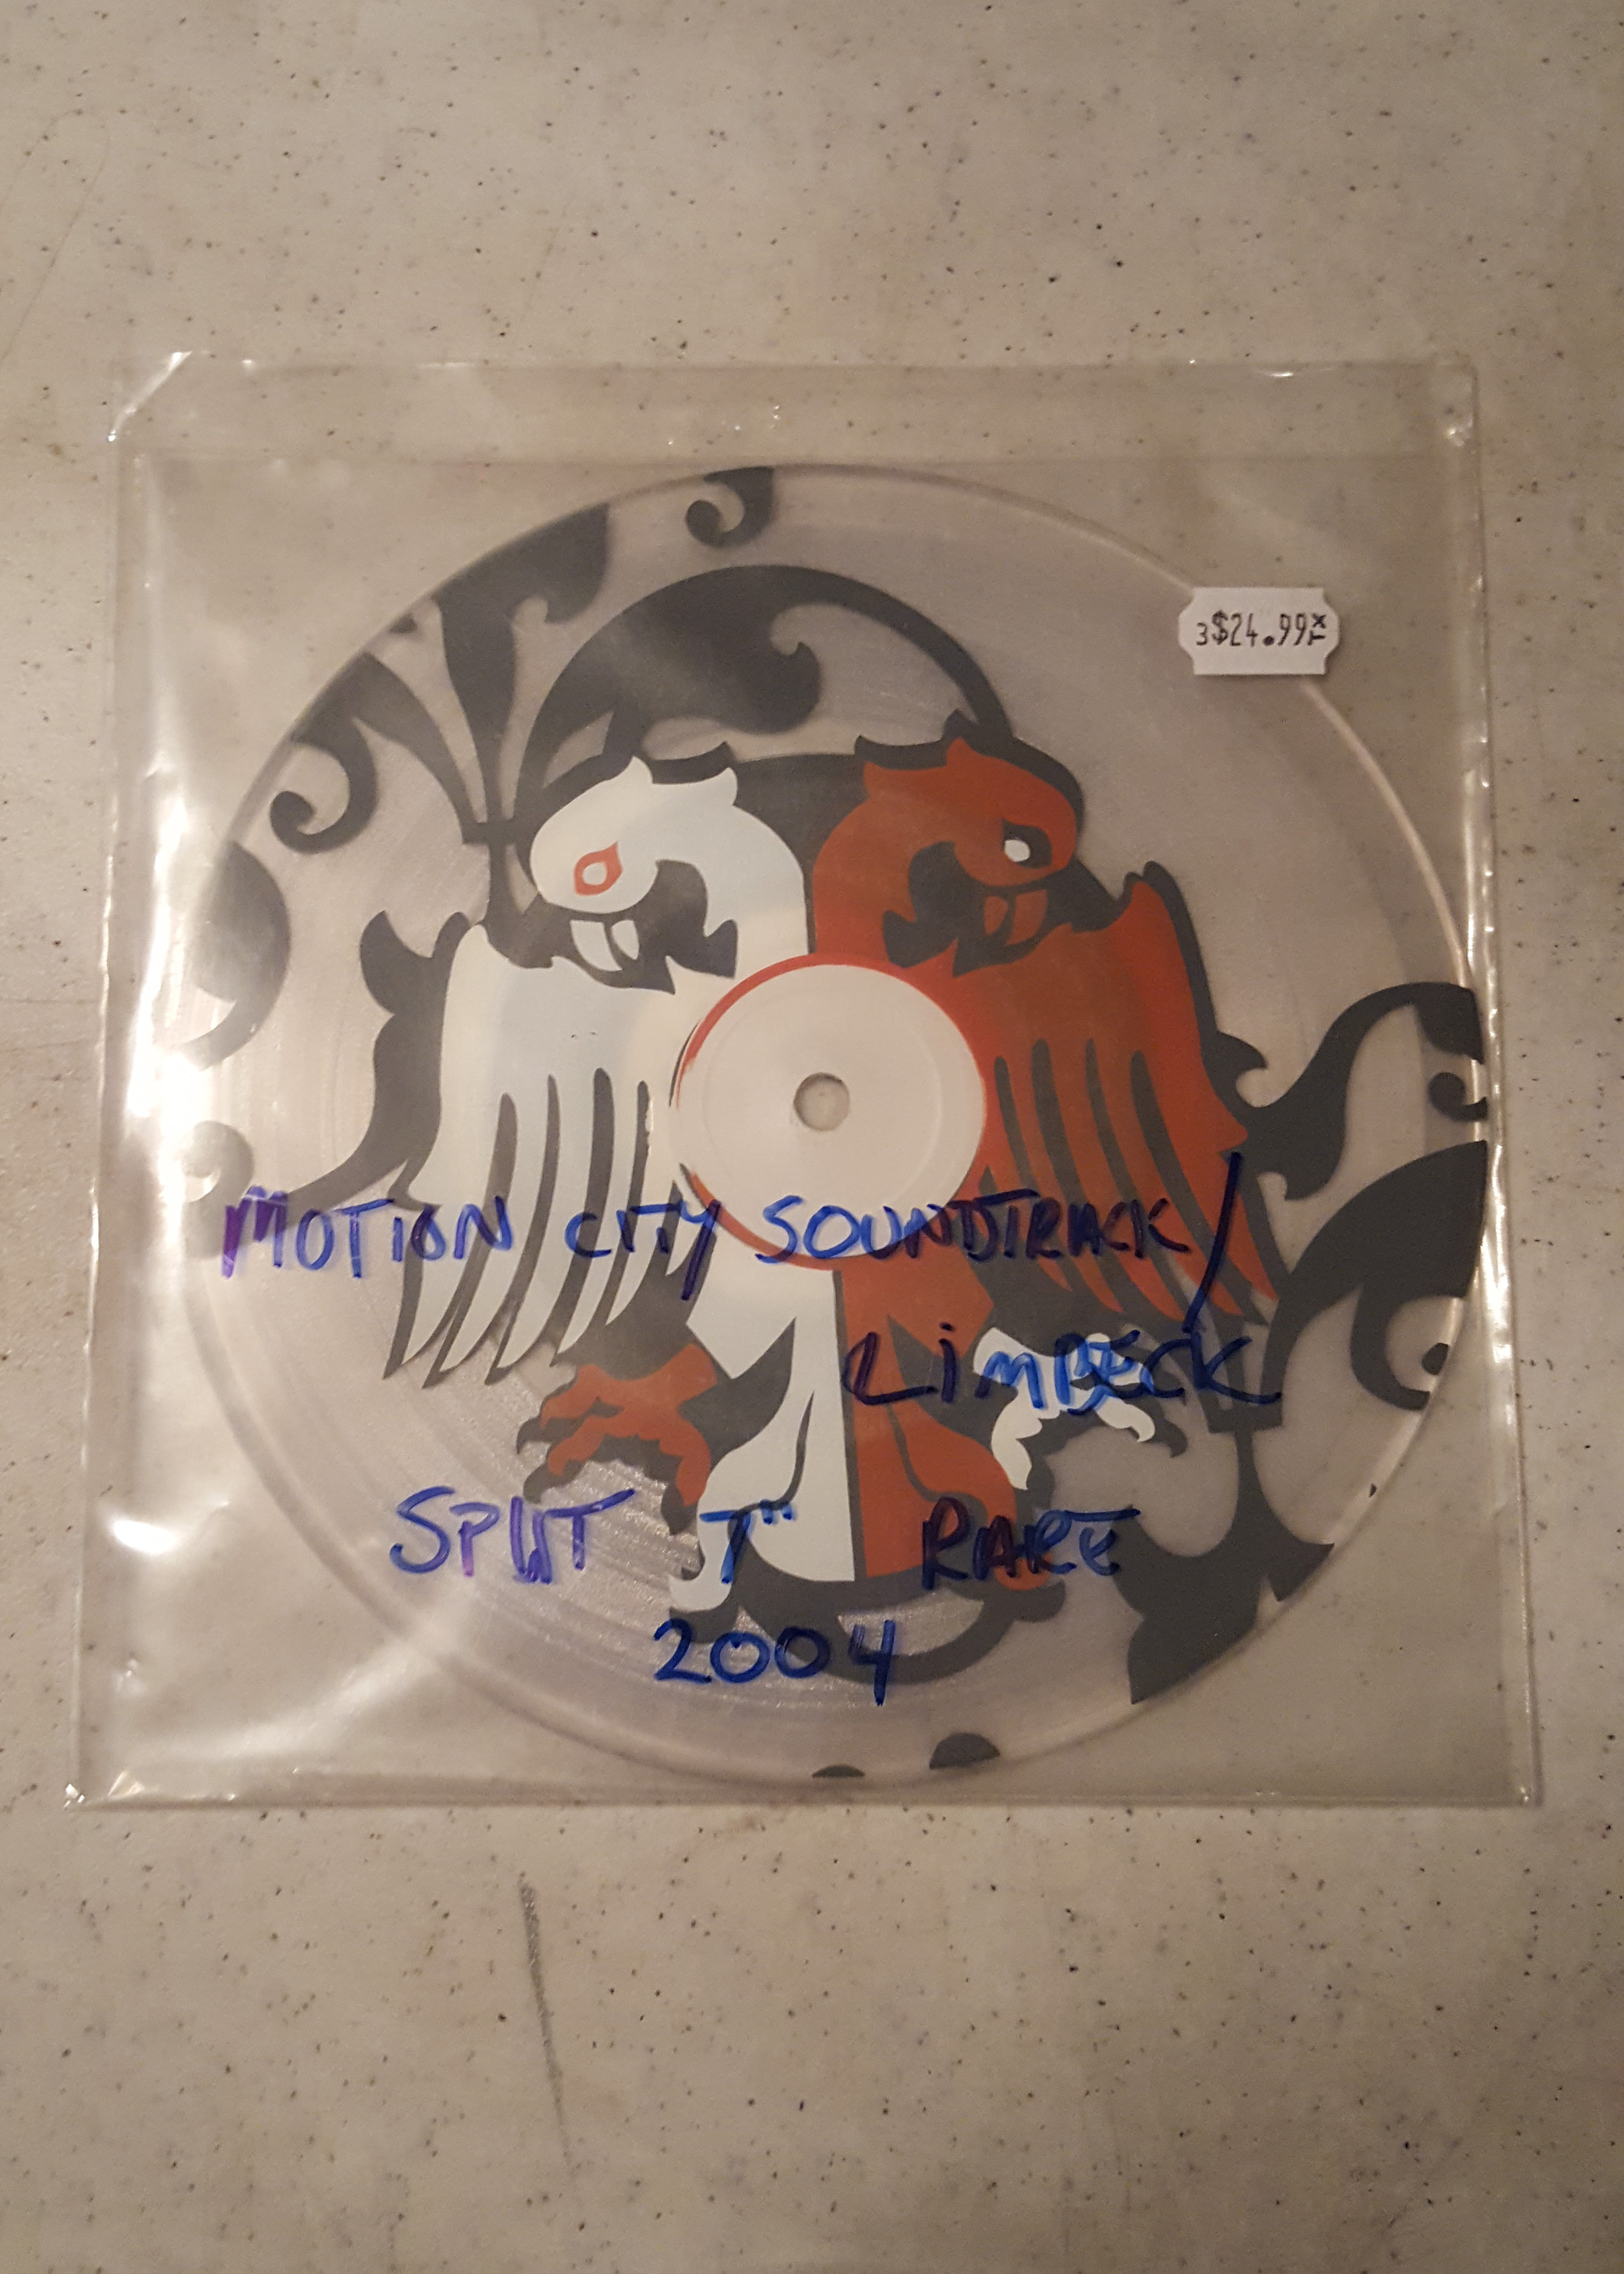 3$24.99
MOTION CITY SOUNDTRACK/
LIMBECK
SPLIT 7" RARE
2004